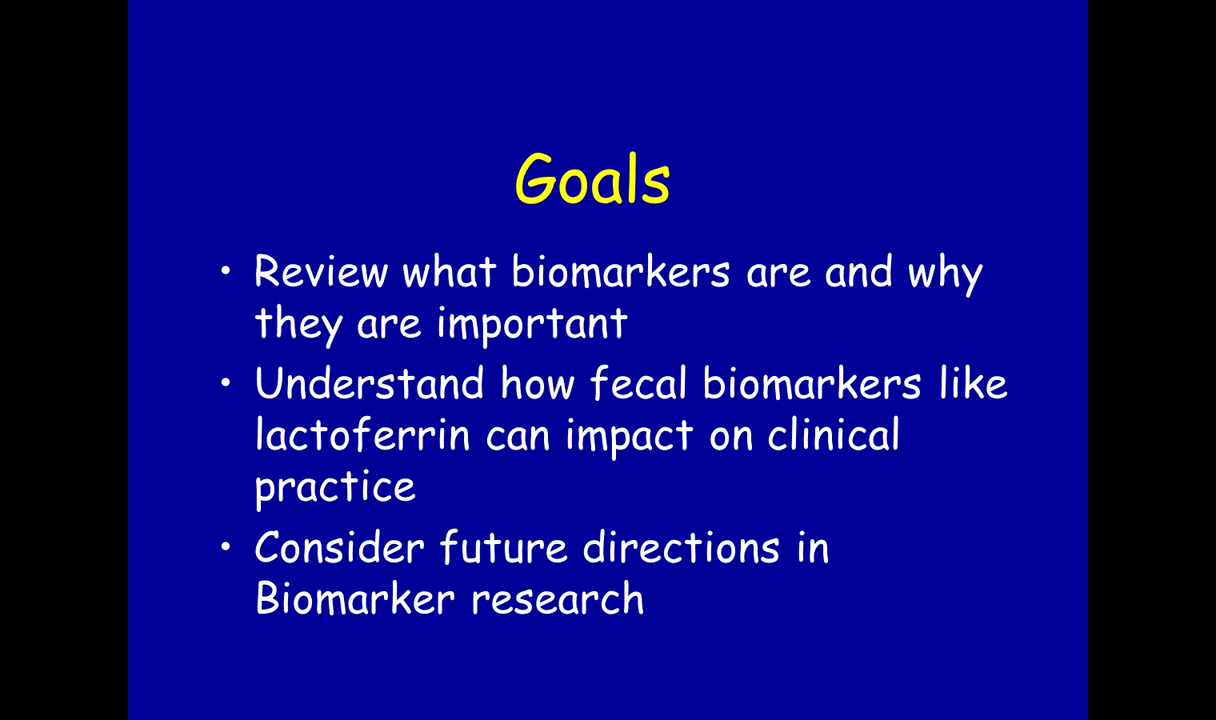 Goals
• Review what biomarkers are and why
they are important
• Understand how fecal biomarkers like
lactoferrin can impact on clinical
practice
• Consider future directions in
Biomarker research